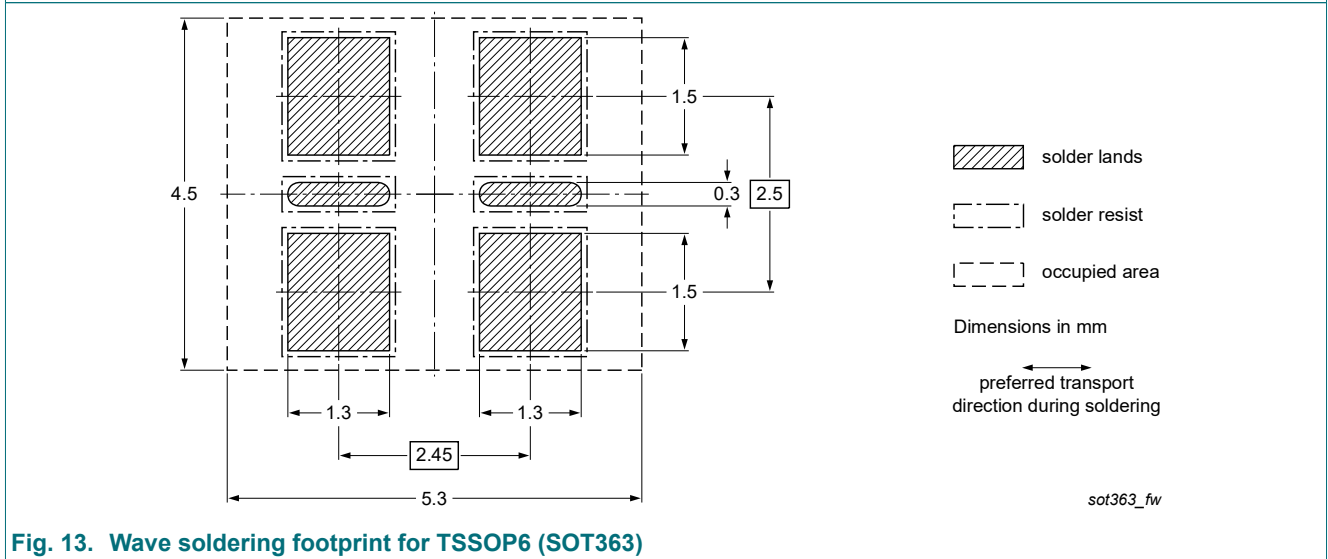 1.5
4.5
0.3
2.5
1.5
1.3
1.3
2.45
5.3
solder lands
solder resist
occupied area
Dimensions in mm
preferred transport
direction during soldering
sot363_fw
Fig. 13. Wave soldering footprint for TSSOP6 (SOT363)